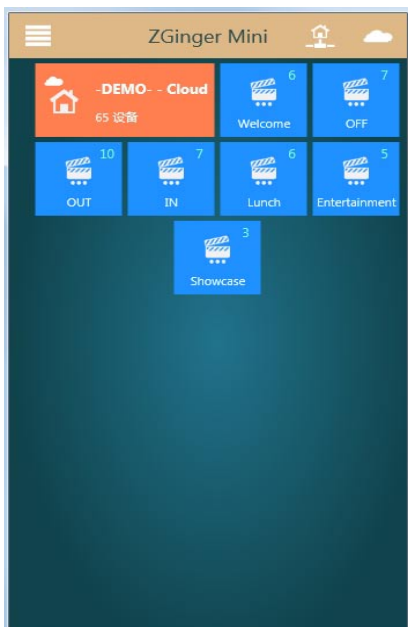 ZGinger Mini
-DEMO- - Cloud
65 设备
6
Welcome
7
OFF
10
OUT
7
IN
6
Lunch
5
Entertainment
3
Showcase